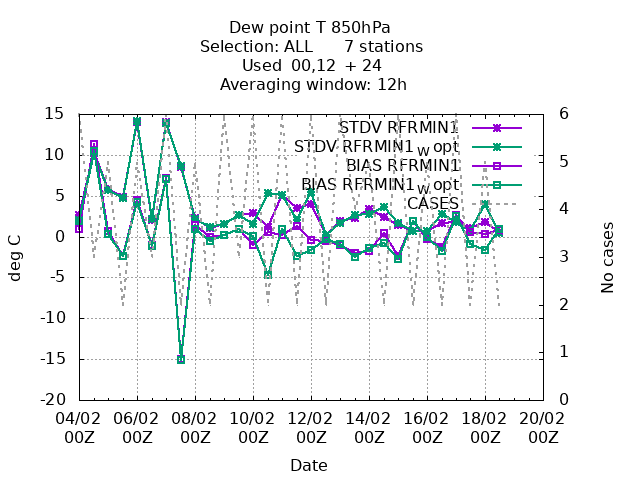 Dew point T 850hPa
Selection: ALL 7 stations
Used 00,12 + 24
Averaging window: 12h
STDV RFRMIN1
STDV RFRMIN1_w opt
BIAS RFRMIN1
BIAS RFRMIN1_w opt
CASES
15
10
5
0
-5
-10
-15
-20
deg C
6
5
4
3
2
1
0
No cases
04/02 06/02 08/02 10/02 12/02 14/02 16/02 18/02 20/02
00Z 00Z 00Z 00Z 00Z 00Z 00Z 00Z 00Z
Date